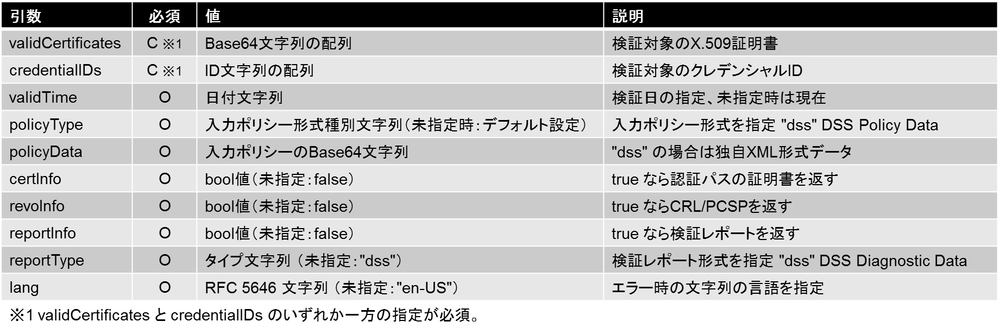 引数 必須 値 説明
validCertificates C ※1 Base64文字列の配列 検証対象のX.509証明書
credentialIDs C ※1 ID文字列の配列 検証対象のクレデンシャルID
validTime O 日付文字列 検証日の指定、未指定時は現在
policyType O 入力ポリシー形式種別文字列（未指定時：デフォルト設定） 入力ポリシー形式を指定 "dss" DSS Policy Data
policyData O 入力ポリシーのBase64文字列 "dss" の場合は独自XML形式データ
certInfo O bool値（未指定：false） true なら認証パスの証明書を返す
revoInfo O bool値（未指定：false） true ならCRL/PCSPを返す
reportInfo O bool値（未指定：false） true なら検証レポートを返す
reportType O タイプ文字列 （未指定："dss"） 検証レポート形式を指定 "dss" DSS Diagnostic Data
lang O RFC 5646 文字列 （未指定："en-US"） エラー時の文字列の言語を指定
※1 validCertificates と credentialIDs のいずれか一方の指定が必須。